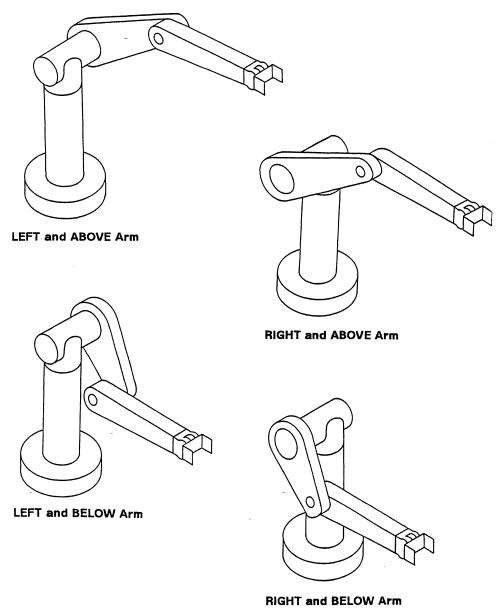 LEFT and ABOVE Arm
RIGHT and ABOVE Arm
LEFT and BELOW Arm
RIGHT and BELOW Arm